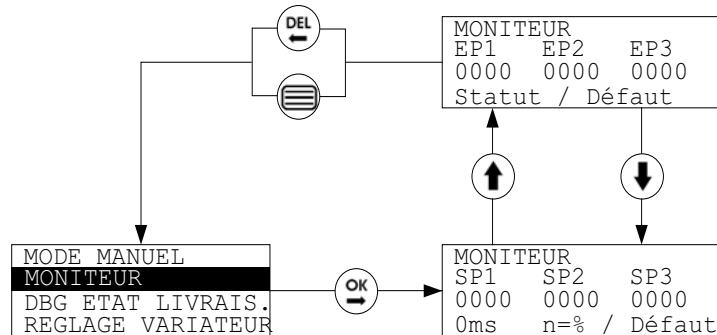 DEL
MONITEUR
EP1 EP2 EP3
0000 0000 0000
Statut / Défaut
MODE MANUEL
MONITEUR
DBG ETAT LIVRAIS.
REGLAGE VARIATEUR
OK
MONITEUR
SP1 SP2 SP3
0000 0000 0000
0ms n=% / Défaut